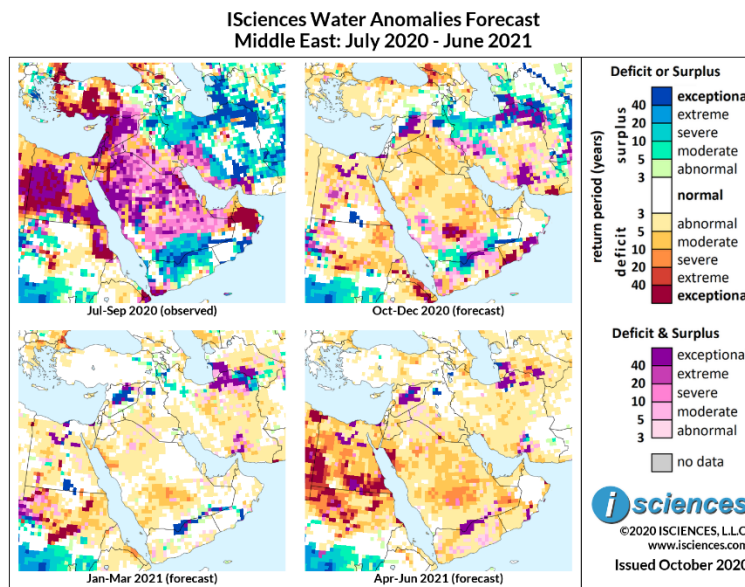 ISciences Water Anomalies Forecast
Middle East: July 2020 - June 2021
Jul-Sep 2020 (observed)
Oct-Dec 2020 (forecast)
Jan-Mar 2021 (forecast)
Apr-Jun 2021 (forecast)
Deficit or Surplus
return period (years)
surplus
deficit
40
20
10
5
3
3
5
10
20
40
exceptiona
extreme
severe
moderate
abnormal
normal
abnormal
moderate
severe
extreme
exceptiona
Deficit & Surplus
40
20
10
5
3
exceptional
extreme
severe
moderate
abnormal
no data
i sciences
©2020 ISCIENCES, L.L.C
www.isciences.com
Issued October 2020